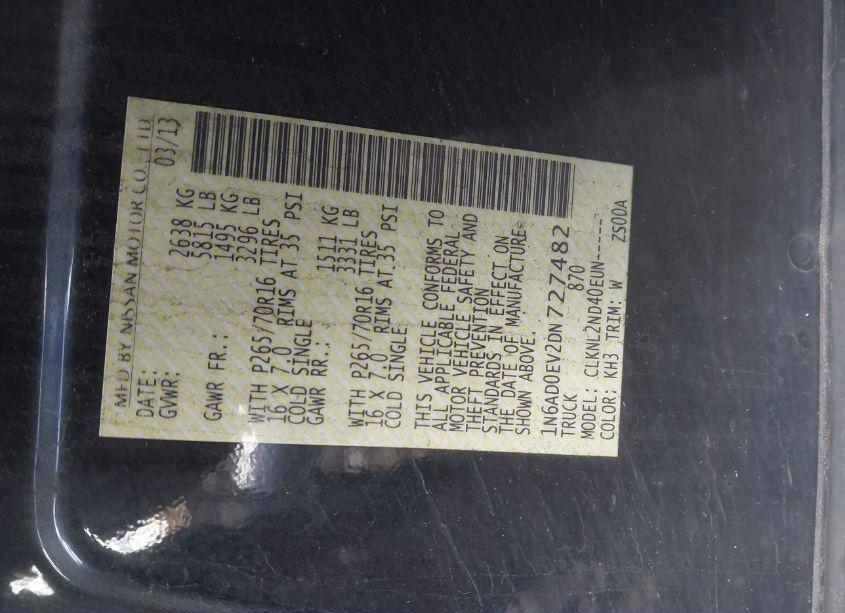 MFD BY NISSAN MOTOR CO., LTD
DATE: 03/13
GVWR: 2638 KG
5815 LB
GAWR FR.: 1495 KG
3296 LB
WITH P265/70R16 TIRES
16 X 7.0 RIMS AT 35 PSI
COLD SINGLE
GAWR RR.: 1511 KG
3331 LB
WITH P265/70R16 TIRES
16 X 7.0 RIMS AT 35 PSI
COLD SINGLE
THIS VEHICLE CONFORMS TO
ALL APPLICABLE FEDERAL
MOTOR VEHICLE SAFETY AND
THEFT PREVENTION
STANDARDS IN EFFECT ON
THE DATE OF MANUFACTURE
SHOWN ABOVE.
1N6AD0EV2DN727482
TRUCK 870
MODEL: CLKNL2ND40EUN-----
COLOR: KH3 TRIM: W ZS00A